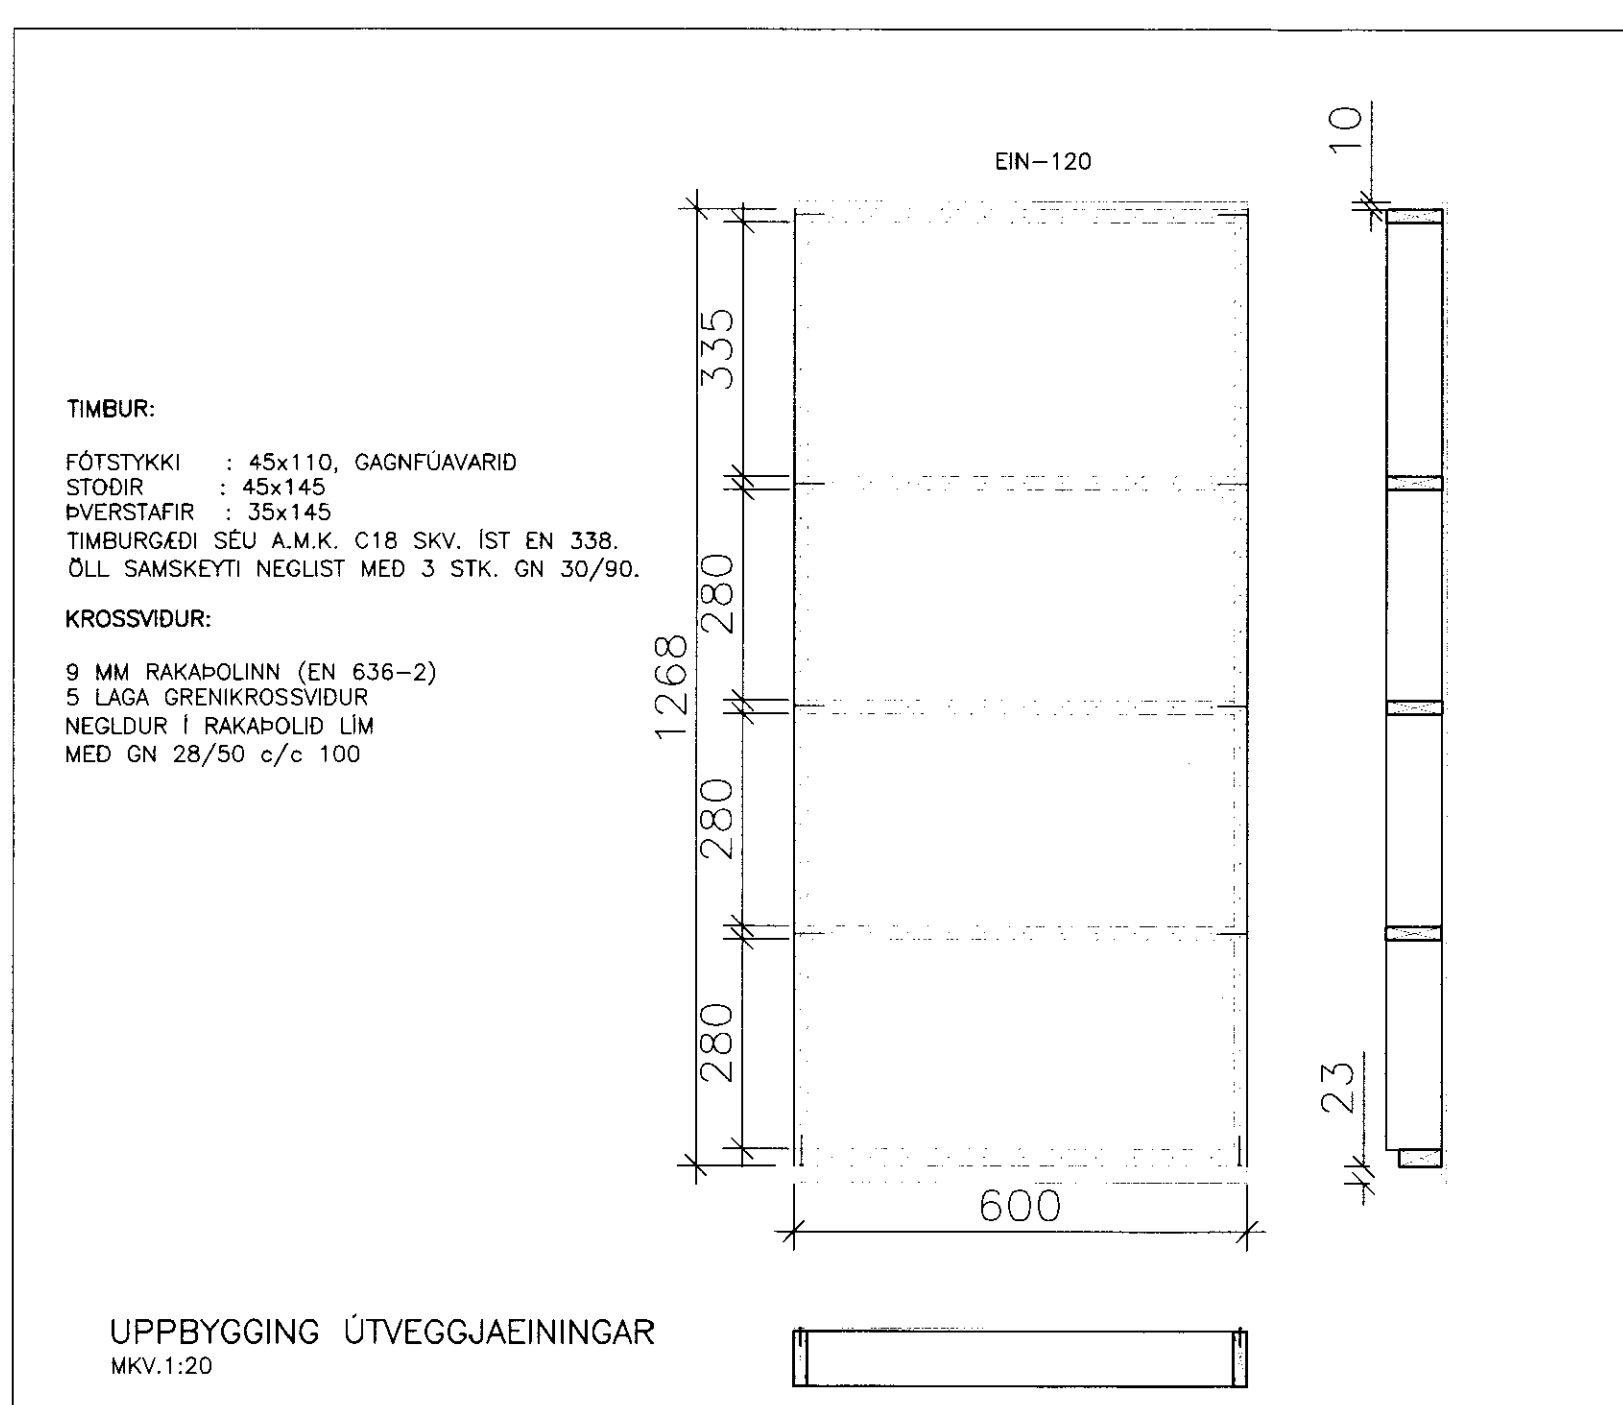 EIN-120
10
335
TIMBUR:
FÓTSTYKKI : 45x110, GAGNFÚAVARIÐ
STOÐIR : 45x145
ÞVERSTAFIR : 35x145
TIMBURGÆÐI SÉU A.M.K. C18 SKV. ÍST EN 338.
ÖLL SAMSKEYTI NEGLIST MEÐ 3 STK. GN 30/90.
280
KROSSVIÐUR:
1268
9 MM RAKAÞOLINN (EN 636-2)
5 LAGA GRENIKROSSVIÐUR
NEGLDUR Í RAKAÞOLIÐ LÍM
MEÐ GN 28/50 c/c 100
280
280
23
600
UPPBYGGING ÚTVEGGJAEININGAR
MKV.1:20